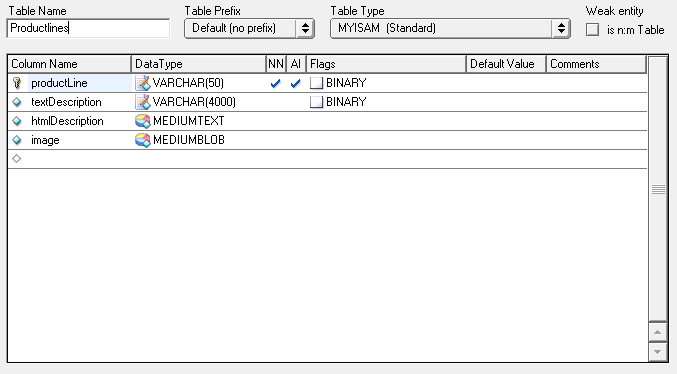 Table Name Table Prefix Table Type Weak entity
Productlines Default (no prefix) MYISAM (Standard) is n:m Table
Column Name DataType NN AI Flags Default Value Comments
productLine VARCHAR(50) BINARY
textDescription VARCHAR(4000) BINARY
htmlDescription MEDIUMTEXT
image MEDIUMBLOB